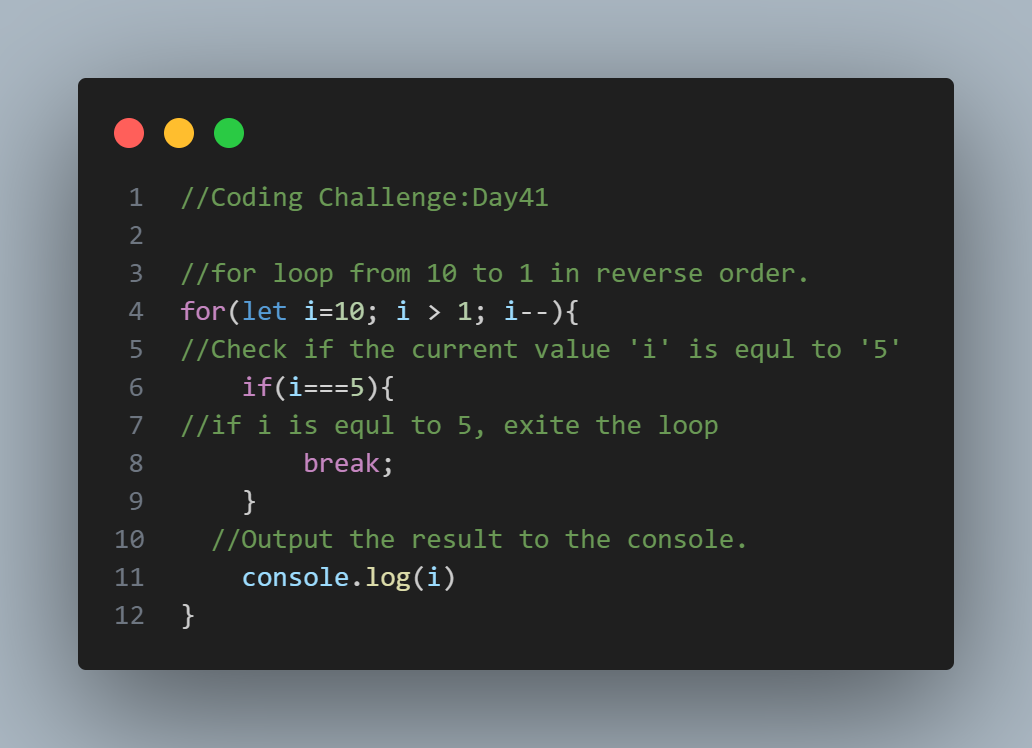 1 //Coding Challenge:Day41
2
3 //for loop from 10 to 1 in reverse order.
4 for(let i=10; i > 1; i--){
5 //Check if the current value 'i' is equl to '5'
6     if(i===5){
7 //if i is equl to 5, exite the loop
8         break;
9     }
10   //Output the result to the console.
11     console.log(i)
12 }